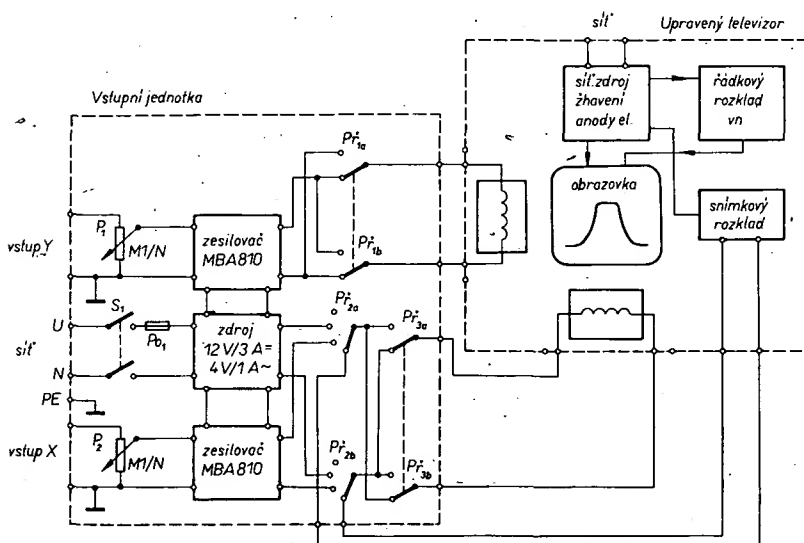 síť
Upravený televizor
Vstupní jednotka
síť. zdroj
žhavení
anody el.
řádkový
rozklad
vn
obrazovka
snímkový
rozklad
Př1a
Př1b
vstup Y
P1
M1/N
zesilovač
MBA810
U
S1
Po1
síť
N
PE
zdroj
12 V/3 A=
4V/1 A~
Př2a
Př3a
vstup X
P2
M1/N
zesilovač
MBA810
Př2b
Př3b